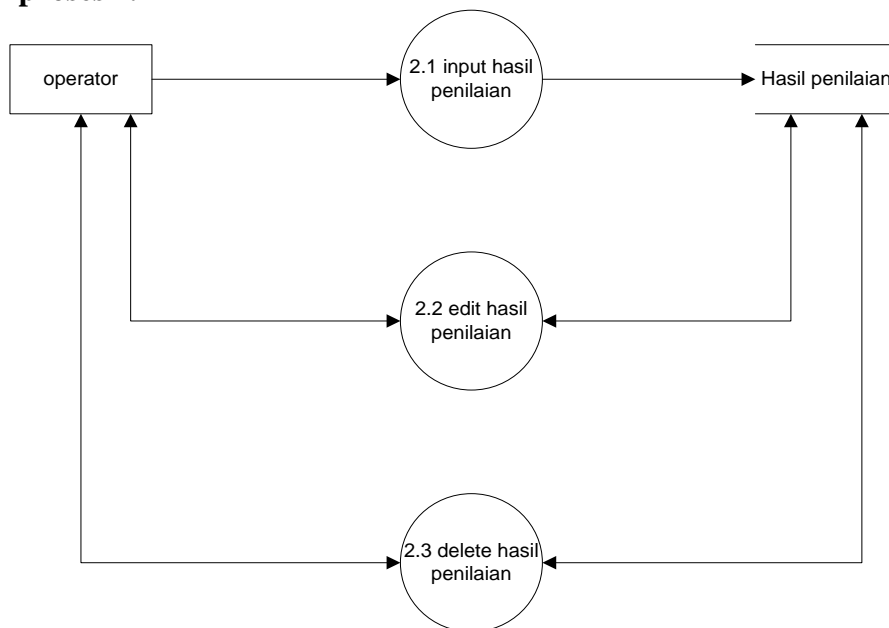 operator
2.1 input hasil
penilaian
Hasil penilaian
2.2 edit hasil
penilaian
2.3 delete hasil
penilaian